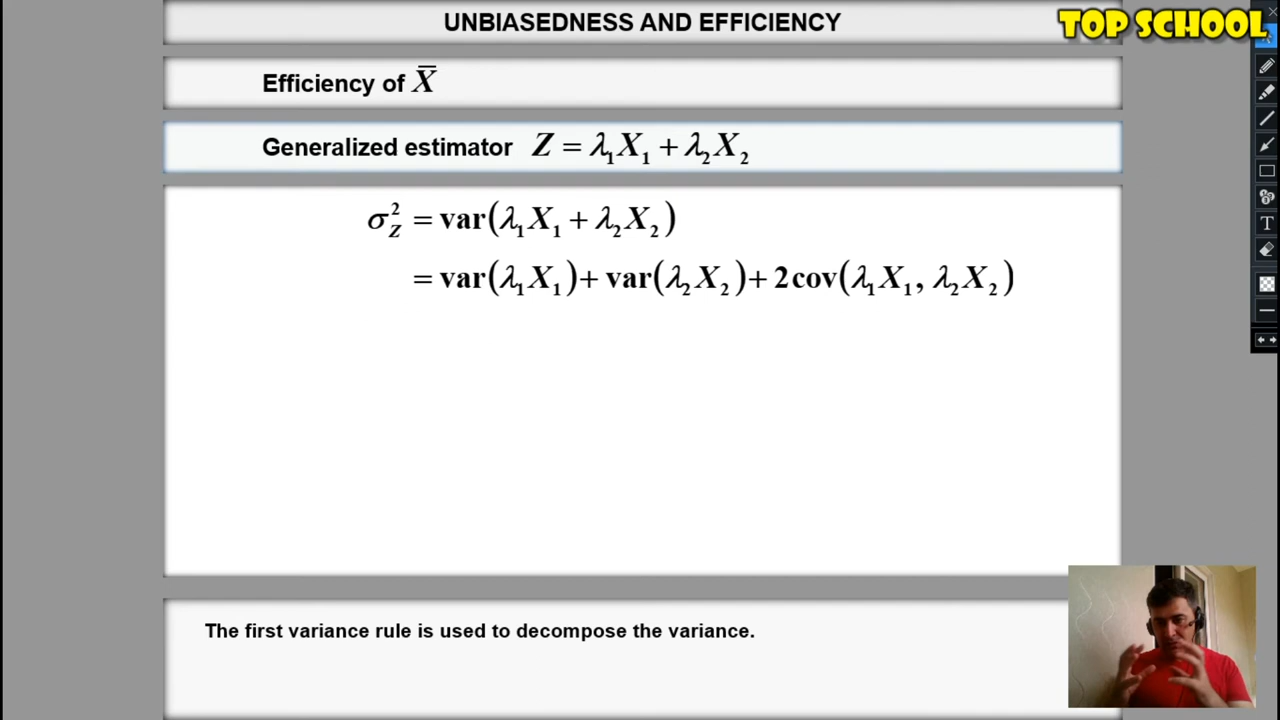 UNBIASEDNESS AND EFFICIENCY
TOP SCHOOL
Efficiency of X̄
Generalized estimator Z = λ₁X₁ + λ₂X₂
σ²_Z = var(λ₁X₁ + λ₂X₂)
= var(λ₁X₁) + var(λ₂X₂) + 2cov(λ₁X₁, λ₂X₂)
The first variance rule is used to decompose the variance.